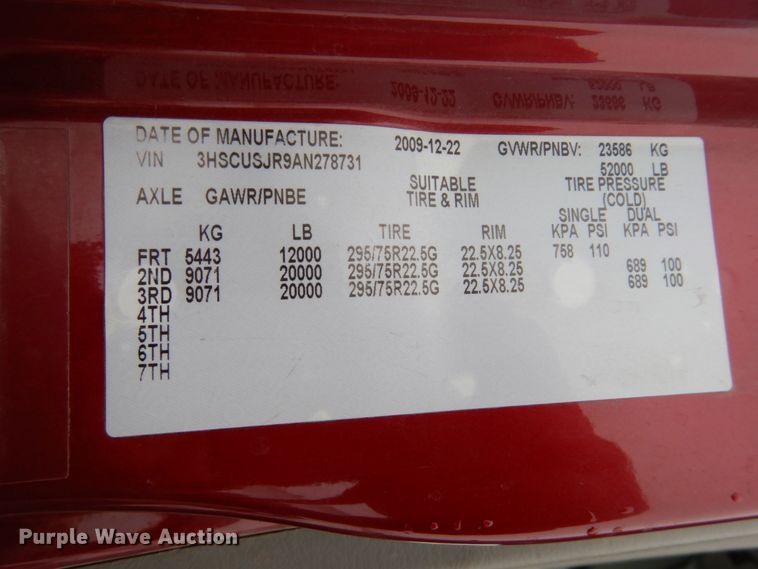 DATE OF MANUFACTURE: 2009-12-22 GVWR/PNBV: 23586 KG
VIN 3HSCUSJR9AN278731 52000 LB
AXLE GAWR/PNBE SUITABLE TIRE PRESSURE
TIRE & RIM (COLD)
SINGLE DUAL
KG LB TIRE RIM KPA PSI KPA PSI
FRT 5443 12000 295/75R22.5G 22.5X8.25 758 110
2ND 9071 20000 295/75R22.5G 22.5X8.25 689 100
3RD 9071 20000 295/75R22.5G 22.5X8.25 689 100
4TH
5TH
6TH
7TH
Purple Wave Auction